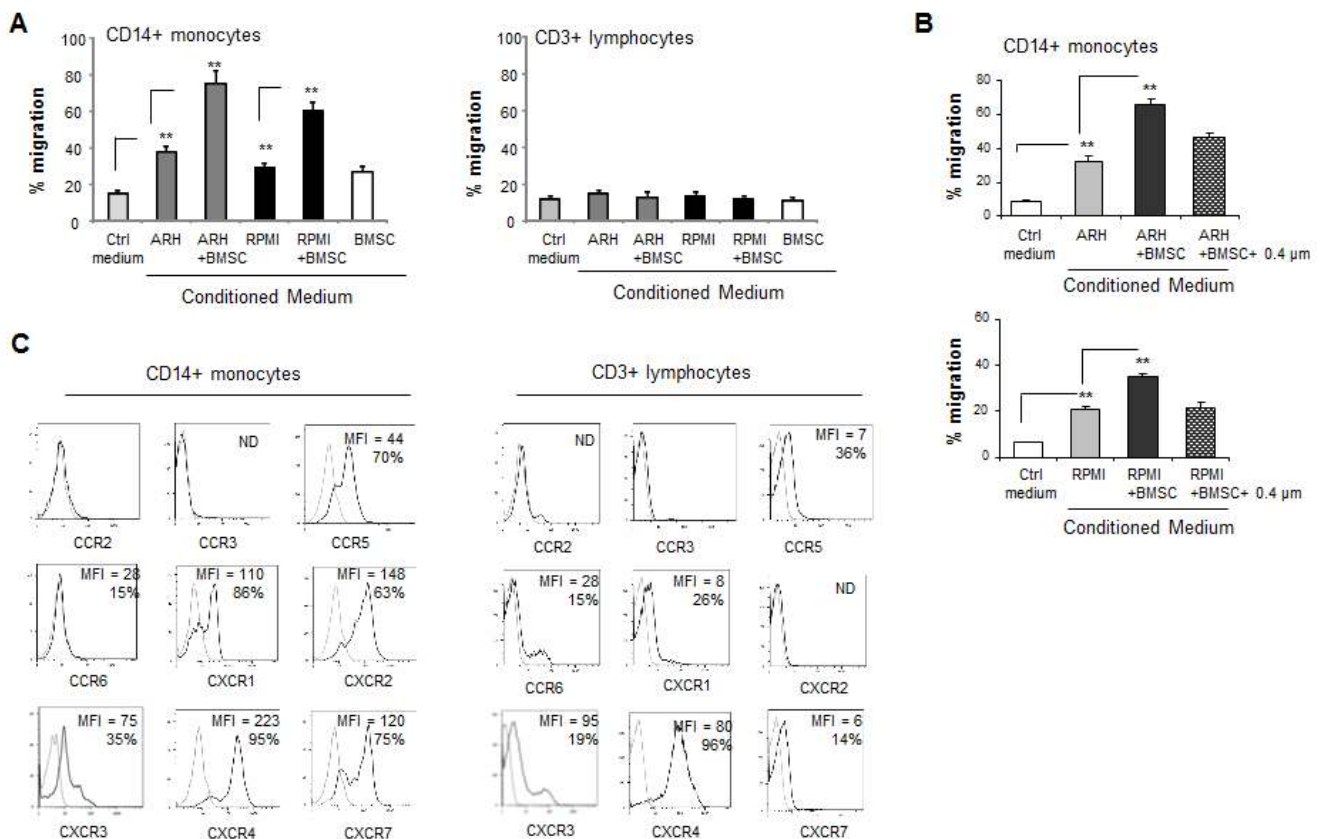 A
CD14+ monocytes
% migration
100
80
60
40
20
0
**
**
**
**
Ctrl medium
ARH
ARH +BMSC
RPMI
RPMI +BMSC
BMSC
Conditioned Medium
CD3+ lymphocytes
% migration
100
80
60
40
20
0
Ctrl medium
ARH
ARH +BMSC
RPMI
RPMI +BMSC
BMSC
Conditioned Medium
B
CD14+ monocytes
% migration
80
60
40
20
0
**
**
Ctrl medium
ARH
ARH +BMSC
ARH +BMSC+ 0.4 µm
Conditioned Medium
% migration
60
40
20
0
**
**
Ctrl medium
RPMI
RPMI +BMSC
RPMI +BMSC+ 0.4 µm
Conditioned Medium
C
CD14+ monocytes
CCR2
ND
CCR3
MFI = 44
70%
CCR5
MFI = 28
15%
CCR6
MFI = 110
86%
CXCR1
MFI = 148
63%
CXCR2
MFI = 75
35%
CXCR3
MFI = 223
95%
CXCR4
MFI = 120
75%
CXCR7
CD3+ lymphocytes
ND
CCR2
CCR3
MFI = 7
36%
CCR5
MFI = 28
15%
CCR6
MFI = 8
26%
CXCR1
ND
CXCR2
MFI = 95
19%
CXCR3
MFI = 80
96%
CXCR4
MFI = 6
14%
CXCR7